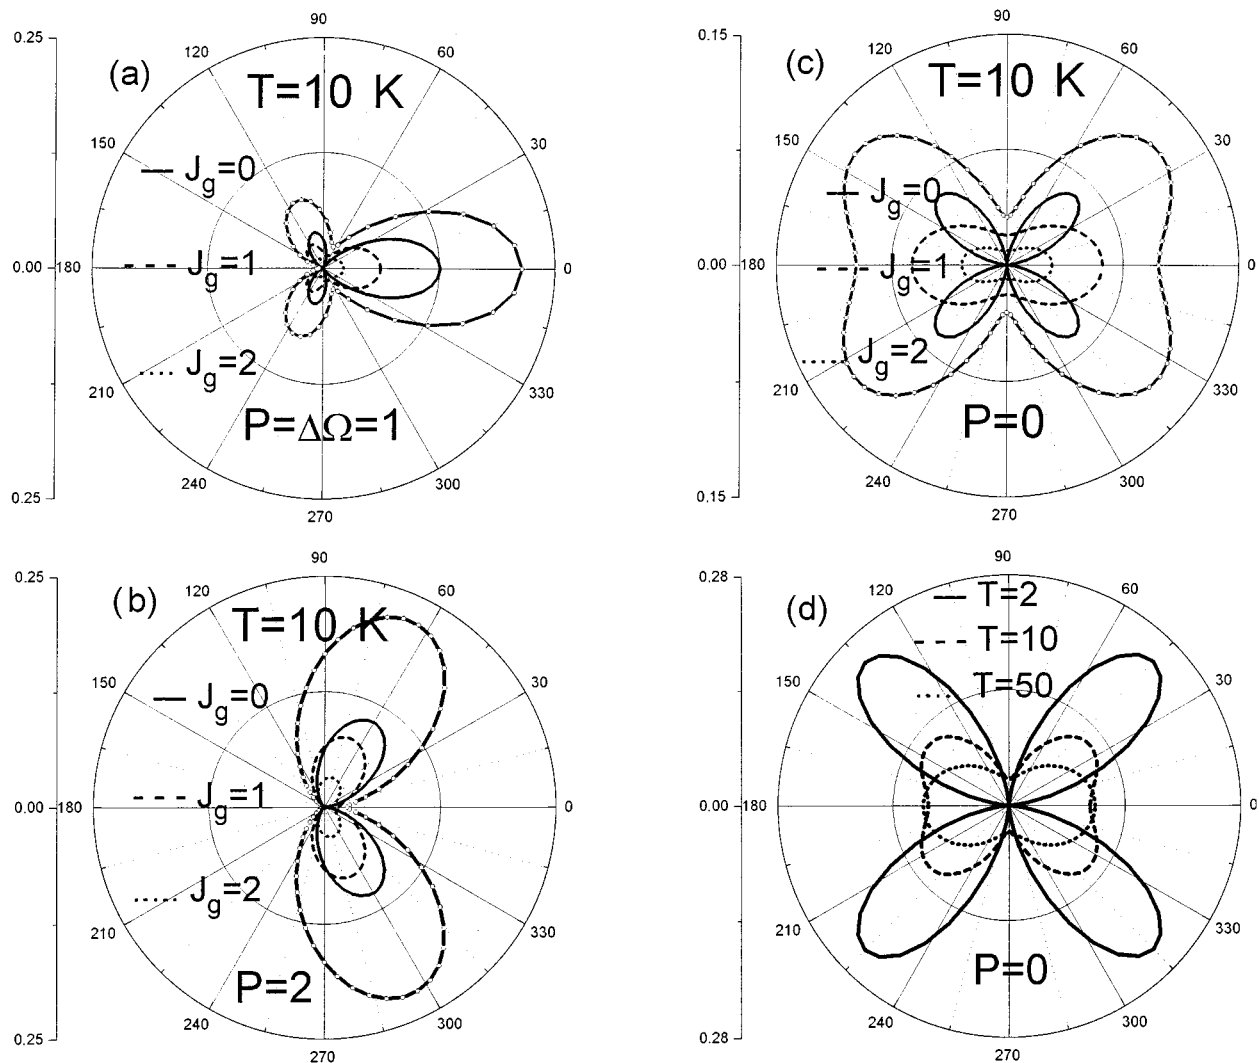 (a)
0.25
0.00
0.25
90
120
60
150
30
180
0
210
330
240
300
270
T=10 K
J_g=0
J_g=1
J_g=2
P=ΔΩ=1
(c)
0.15
0.00
0.15
90
120
60
150
30
180
0
210
330
240
300
270
T=10 K
J_g=0
J_g=1
J_g=2
P=0
(b)
0.25
0.00
0.25
90
120
60
150
30
180
0
210
330
240
300
270
T=10 K
J_g=0
J_g=1
J_g=2
P=2
(d)
0.28
0.00
0.28
90
120
60
150
30
180
0
210
330
240
300
270
T=2
T=10
T=50
P=0